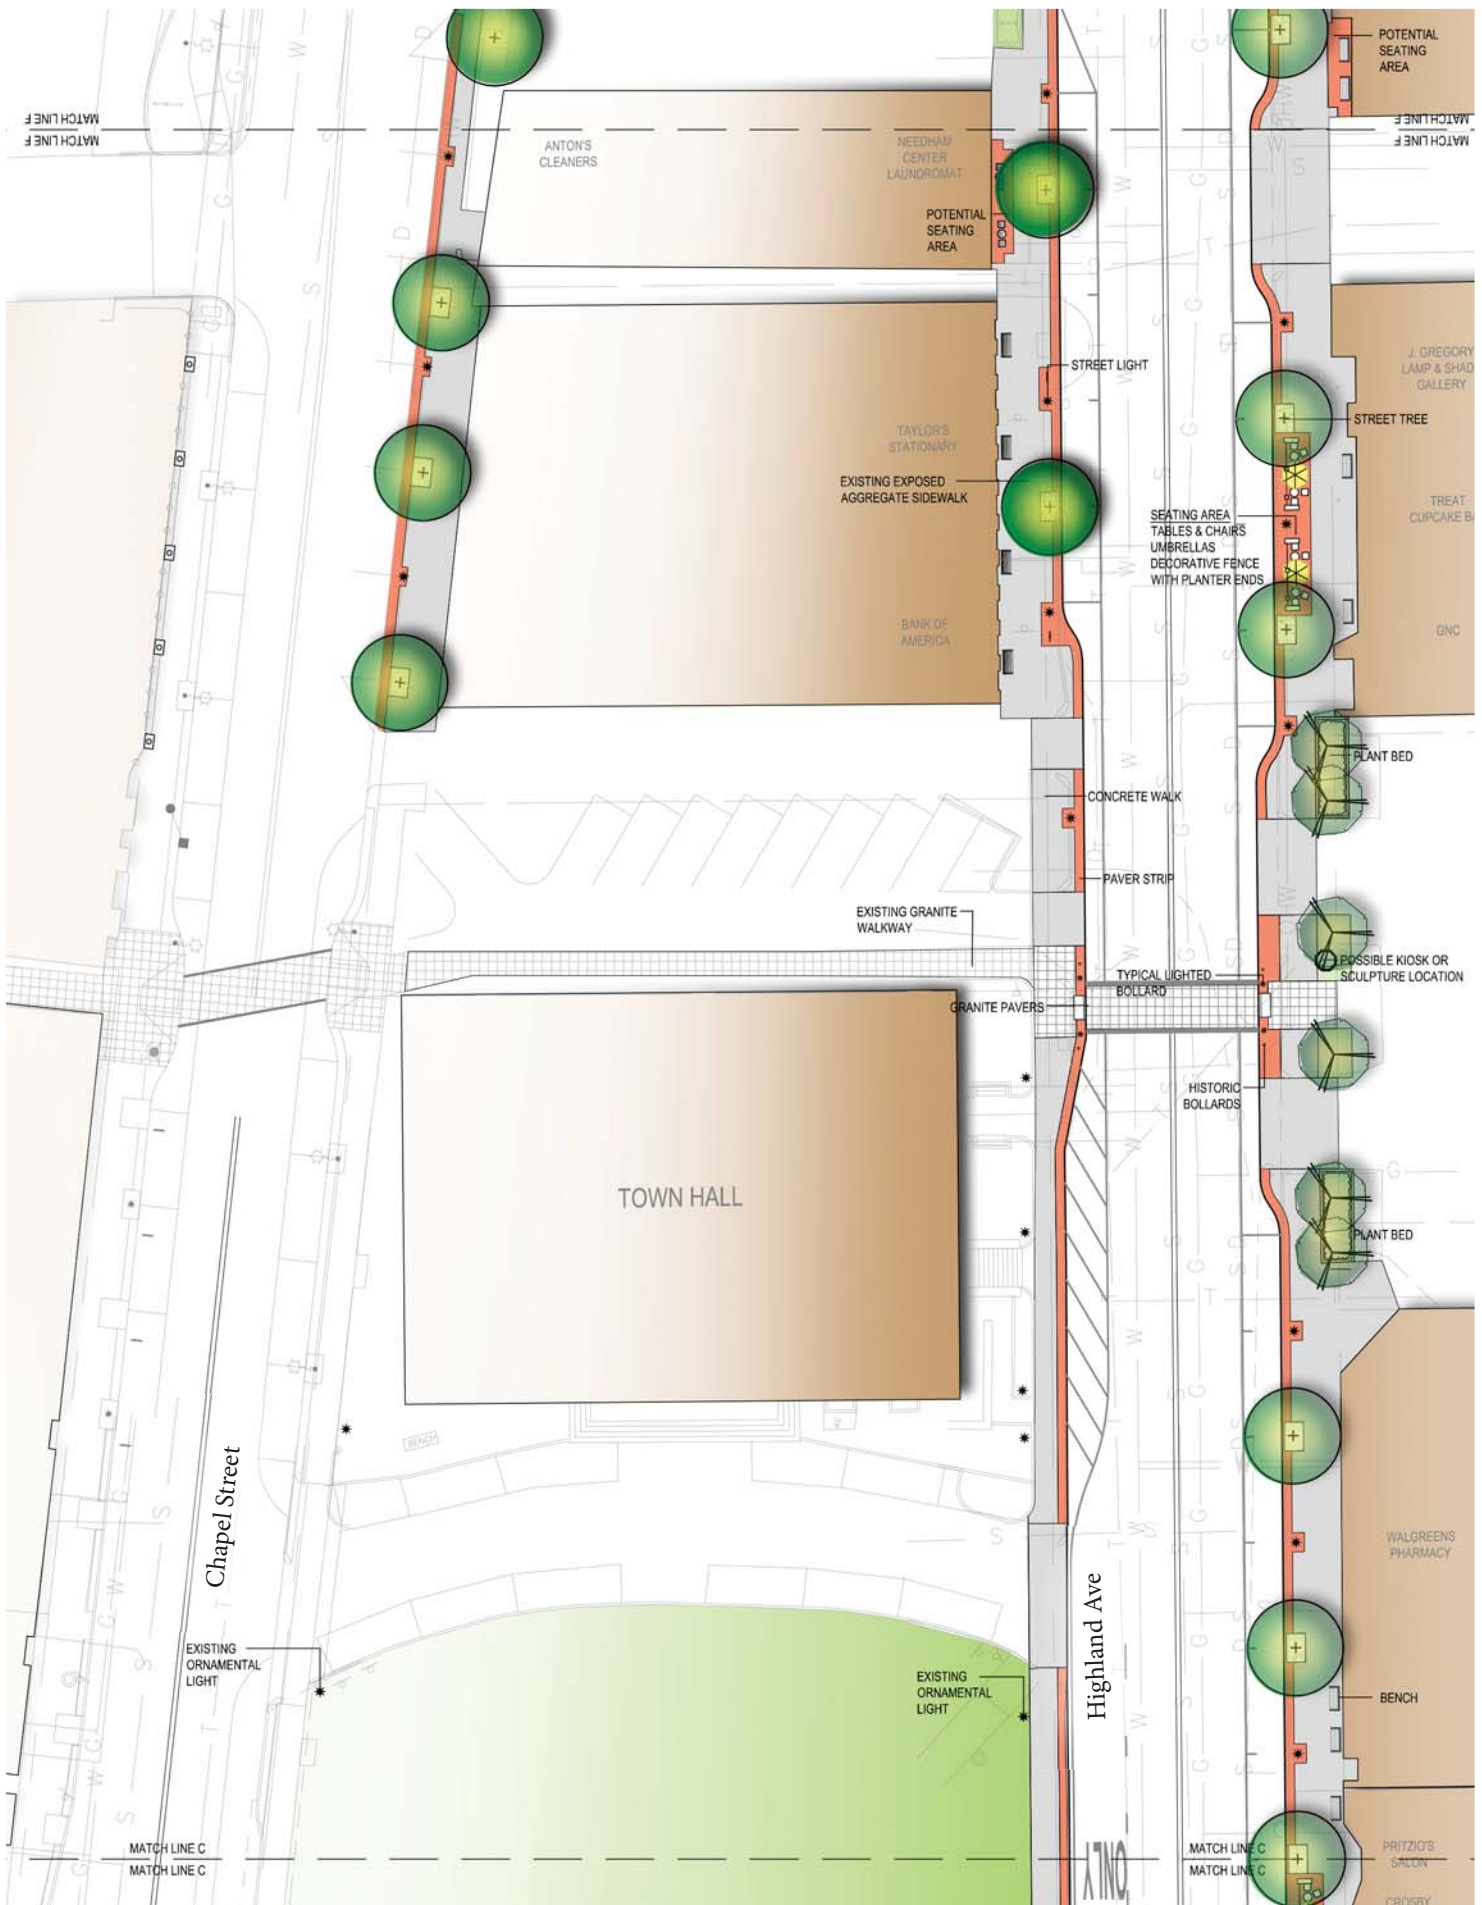 POTENTIAL
SEATING
AREA
MATCH LINE F
MATCH LINE F
MATCH LINE F
MATCH LINE F
ANTON'S
CLEANERS
NEEDHAM
CENTER
LAUNDROMAT
POTENTIAL
SEATING
AREA
STREET LIGHT
J. GREGORY
LAMP & SHAD
GALLERY
STREET TREE
TAYLOR'S
STATIONARY
EXISTING EXPOSED
AGGREGATE SIDEWALK
SEATING AREA
TABLES & CHAIRS
UMBRELLAS
DECORATIVE FENCE
WITH PLANTER ENDS
TREAT
CUPCAKE BA
BANK OF
AMERICA
GNC
PLANT BED
CONCRETE WALK
PAVER STRIP
EXISTING GRANITE
WALKWAY
TYPICAL LIGHTED
BOLLARD
POSSIBLE KIOSK OR
SCULPTURE LOCATION
GRANITE PAVERS
HISTORIC
BOLLARDS
TOWN HALL
PLANT BED
BENCH
Chapel Street
WALGREENS
PHARMACY
Highland Ave
EXISTING
ORNAMENTAL
LIGHT
EXISTING
ORNAMENTAL
LIGHT
BENCH
MATCH LINE C
MATCH LINE C
MATCH LINE C
MATCH LINE C
ONLY
PRITZIO'S
SALON
CROSBY